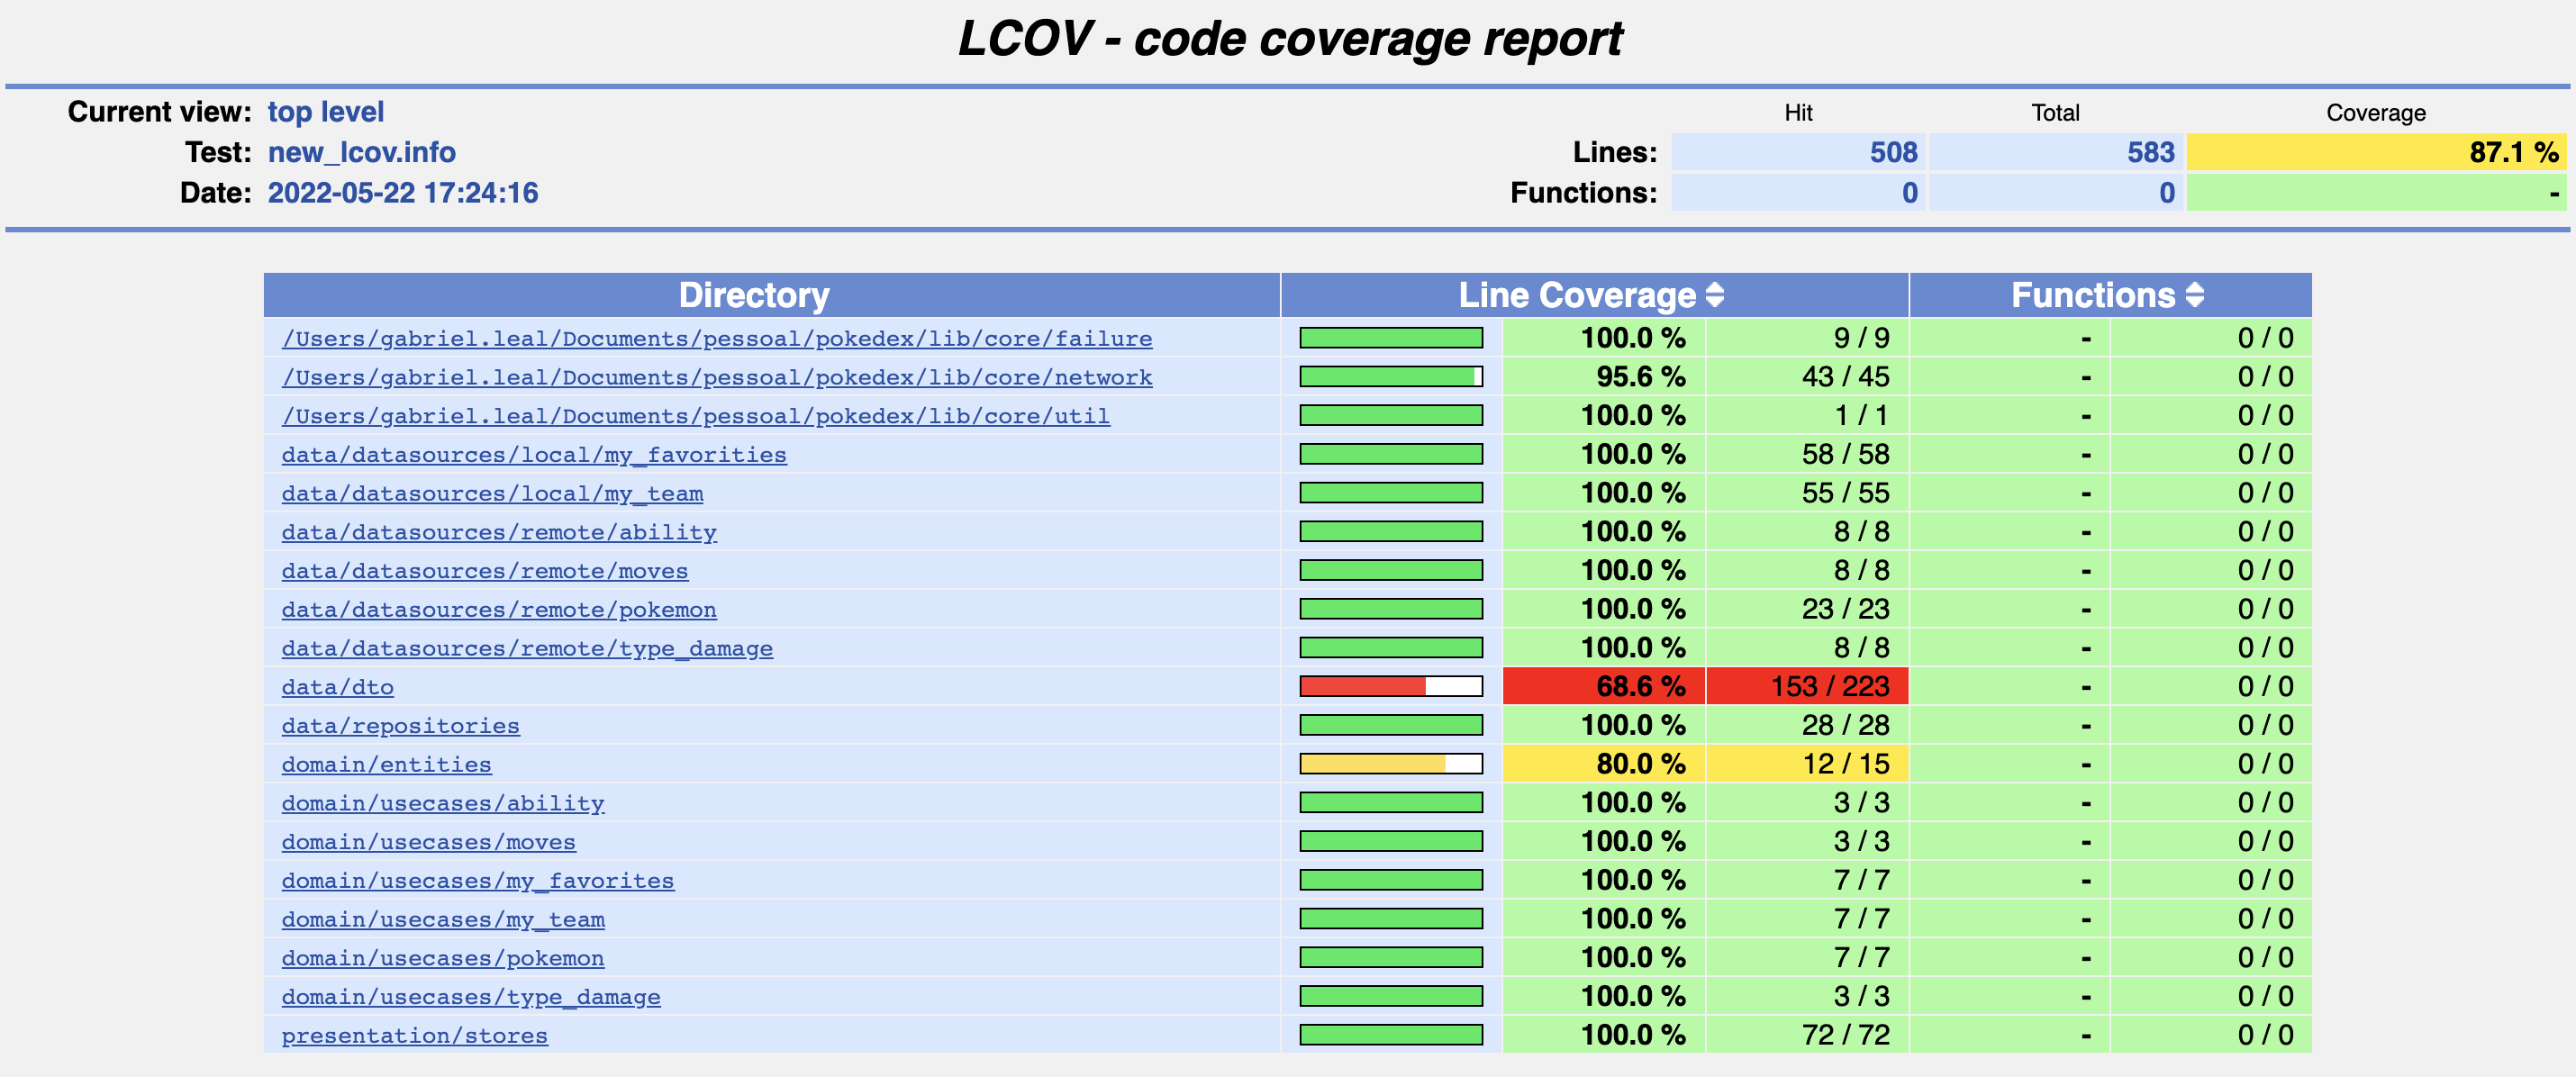 LCOV - code coverage report
Current view: top level
Hit Total Coverage
Test: new_lcov.info Lines: 508 583 87.1 %
Date: 2022-05-22 17:24:16 Functions: 0 0 -
Directory Line Coverage Functions
/Users/gabriel.leal/Documents/pessoal/pokedex/lib/core/failure 100.0 % 9 / 9 - 0 / 0
/Users/gabriel.leal/Documents/pessoal/pokedex/lib/core/network 95.6 % 43 / 45 - 0 / 0
/Users/gabriel.leal/Documents/pessoal/pokedex/lib/core/util 100.0 % 1 / 1 - 0 / 0
data/datasources/local/my_favorities 100.0 % 58 / 58 - 0 / 0
data/datasources/local/my_team 100.0 % 55 / 55 - 0 / 0
data/datasources/remote/ability 100.0 % 8 / 8 - 0 / 0
data/datasources/remote/moves 100.0 % 8 / 8 - 0 / 0
data/datasources/remote/pokemon 100.0 % 23 / 23 - 0 / 0
data/datasources/remote/type_damage 100.0 % 8 / 8 - 0 / 0
data/dto 68.6 % 153 / 223 - 0 / 0
data/repositories 100.0 % 28 / 28 - 0 / 0
domain/entities 80.0 % 12 / 15 - 0 / 0
domain/usecases/ability 100.0 % 3 / 3 - 0 / 0
domain/usecases/moves 100.0 % 3 / 3 - 0 / 0
domain/usecases/my_favorites 100.0 % 7 / 7 - 0 / 0
domain/usecases/my_team 100.0 % 7 / 7 - 0 / 0
domain/usecases/pokemon 100.0 % 7 / 7 - 0 / 0
domain/usecases/type_damage 100.0 % 3 / 3 - 0 / 0
presentation/stores 100.0 % 72 / 72 - 0 / 0